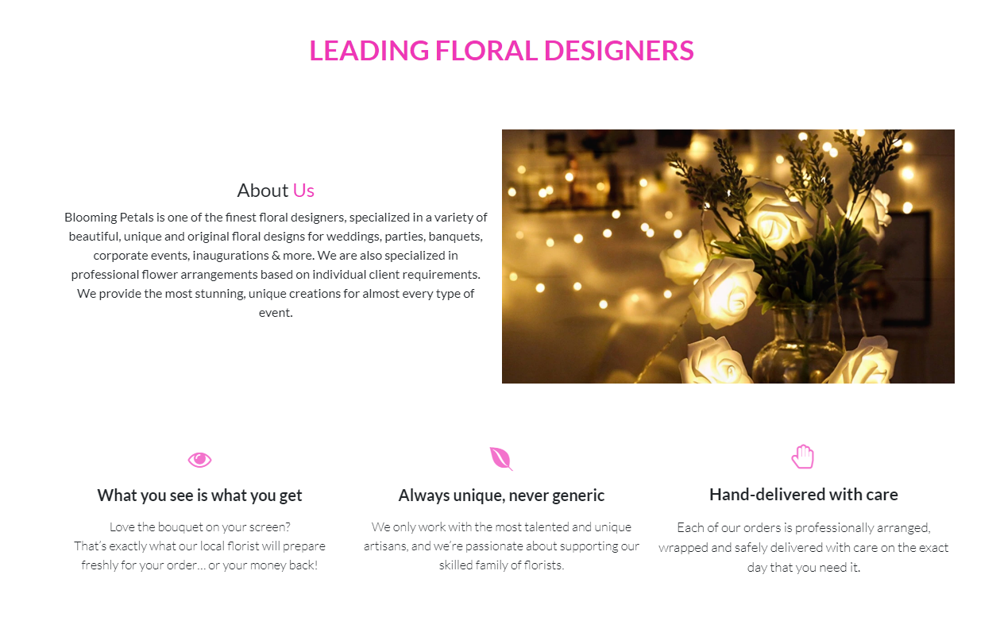 LEADING FLORAL DESIGNERS
About Us
Blooming Petals is one of the finest floral designers, specialized in a variety of
beautiful, unique and original floral designs for weddings, parties, banquets,
corporate events, inaugurations & more. We are also specialized in
professional flower arrangements based on individual client requirements.
We provide the most stunning, unique creations for almost every type of
event.
What you see is what you get
Love the bouquet on your screen?
That’s exactly what our local florist will prepare
freshly for your order… or your money back!
Always unique, never generic
We only work with the most talented and unique
artisans, and we’re passionate about supporting our
skilled family of florists.
Hand-delivered with care
Each of our orders is professionally arranged,
wrapped and safely delivered with care on the exact
day that you need it.